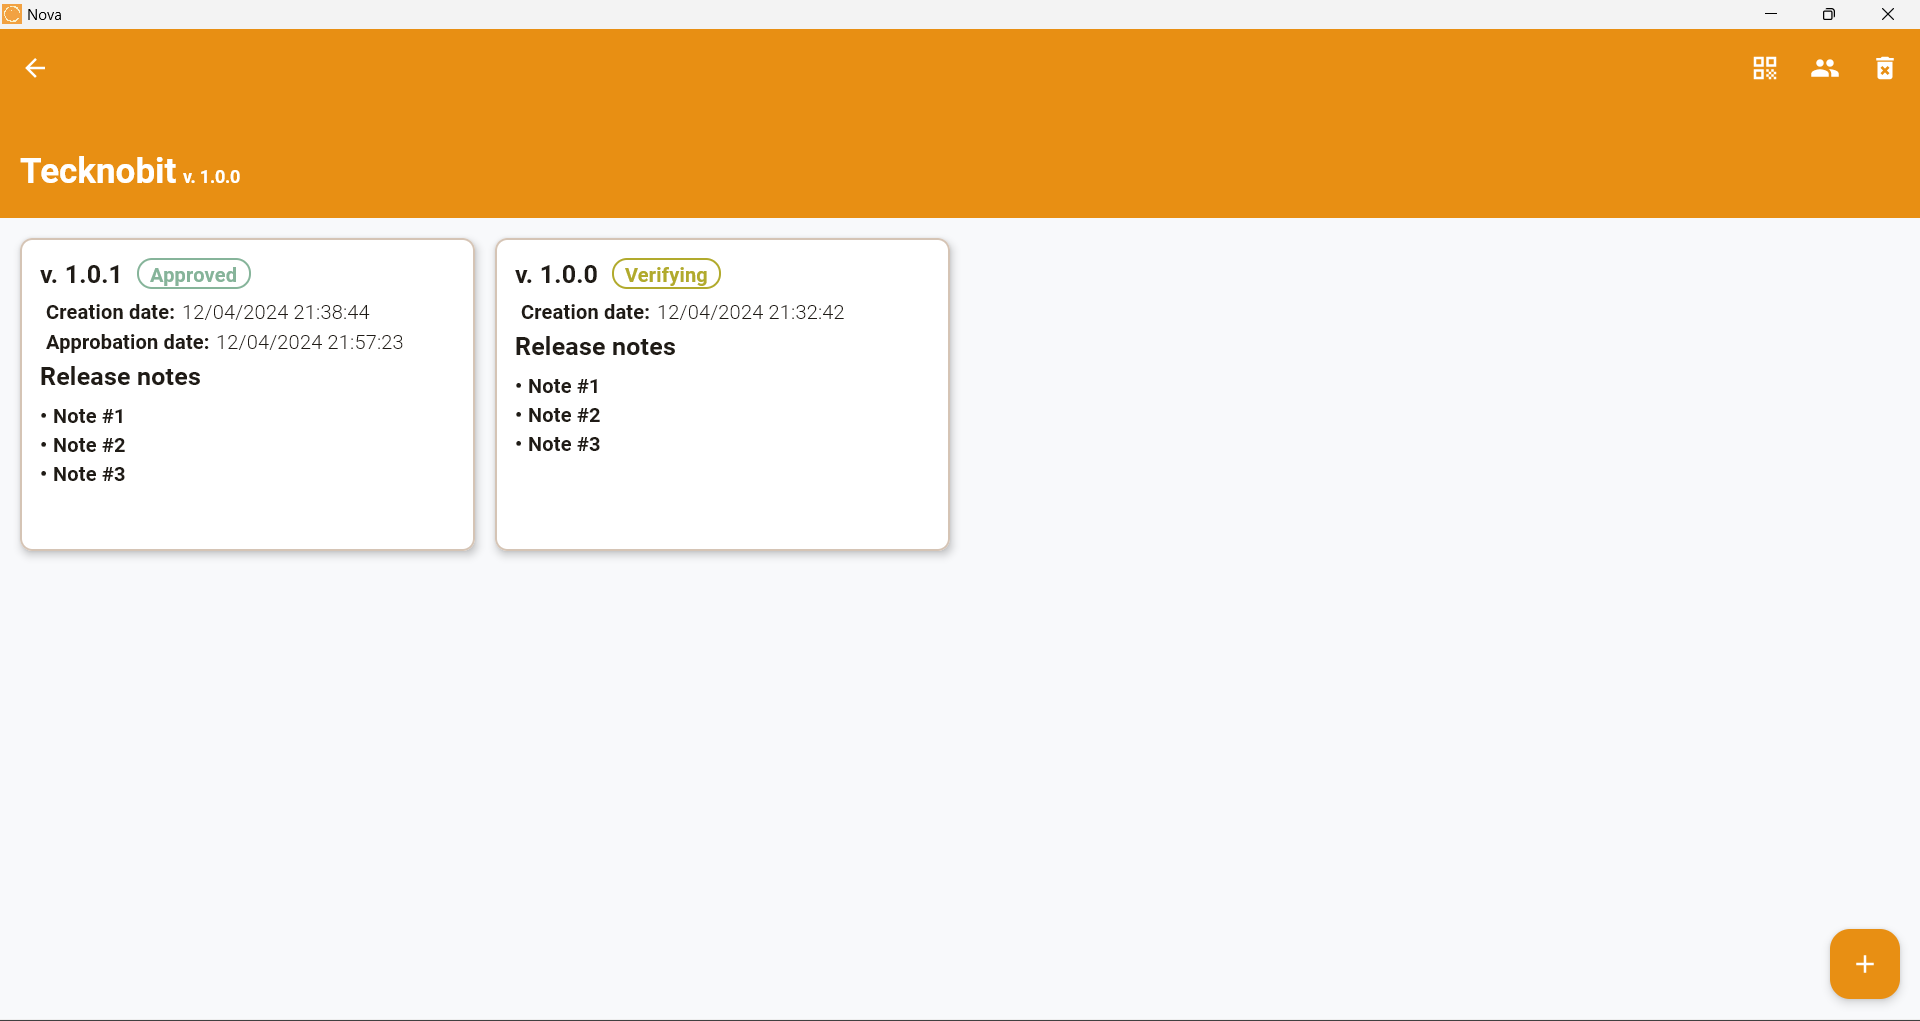 Nova
Tecknobit v. 1.0.0
v. 1.0.1 Approved
Creation date: 12/04/2024 21:38:44
Approbation date: 12/04/2024 21:57:23
Release notes
• Note #1
• Note #2
• Note #3
v. 1.0.0 Verifying
Creation date: 12/04/2024 21:32:42
Release notes
• Note #1
• Note #2
• Note #3